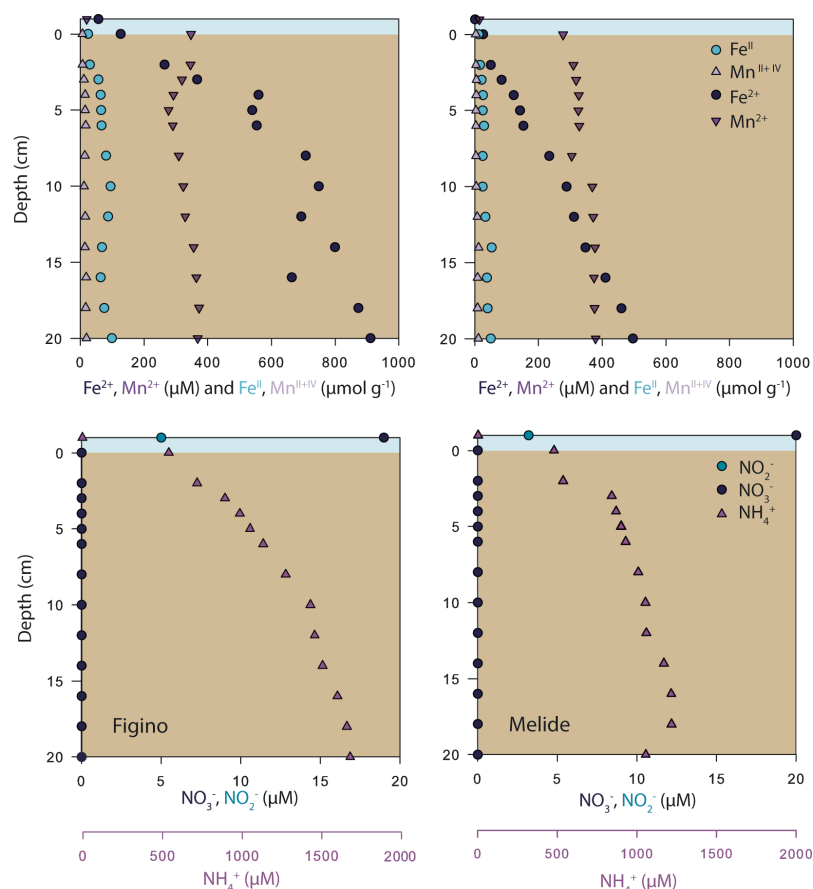 0
5
10
15
20
Depth (cm)
0 200 400 600 800 1000
Fe²⁺, Mn²⁺ (µM) and Feᴵᴵ, Mnᴵᴵ⁺ᴵⱽ (µmol g⁻¹)
0
5
10
15
20
Feᴵᴵ
Mnᴵᴵ⁺ ᴵⱽ
Fe²⁺
Mn²⁺
0 200 400 600 800 1000
Fe²⁺, Mn²⁺ (µM) and Feᴵᴵ, Mnᴵᴵ⁺ᴵⱽ (µmol g⁻¹)
0
5
10
15
20
Depth (cm)
Figino
0 5 10 15 20
NO₃⁻, NO₂⁻ (µM)
0 500 1000 1500 2000
NH₄⁺ (µM)
0
5
10
15
20
NO₂⁻
NO₃⁻
NH₄⁺
Melide
0 5 10 15 20
NO₃⁻, NO₂⁻ (µM)
0 500 1000 1500 2000
NH₄⁺ (µM)